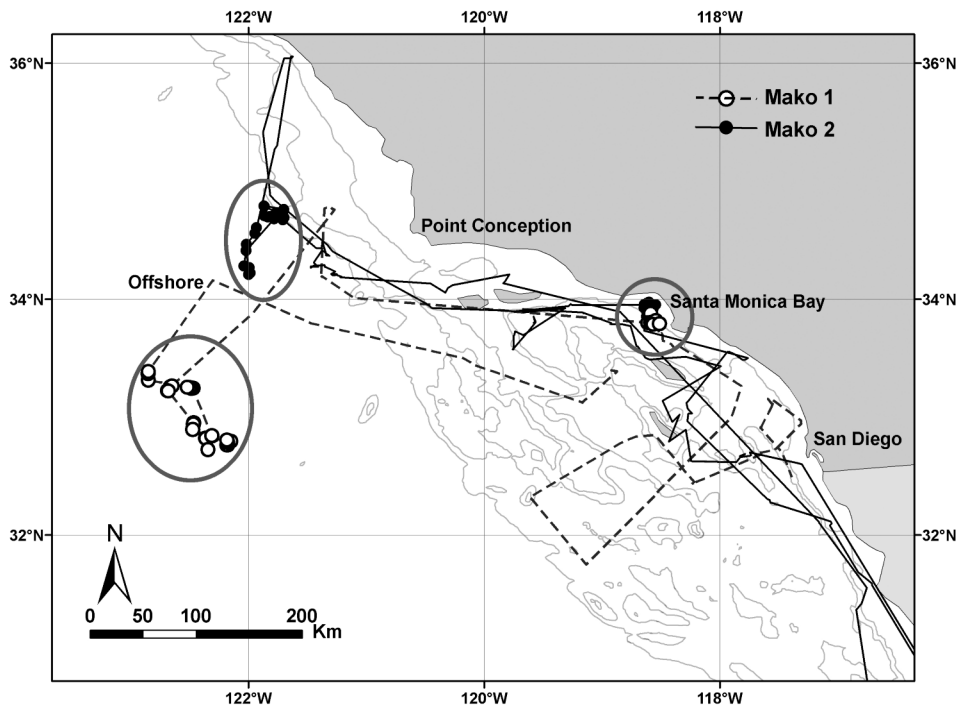 122°W 120°W 118°W
36°N 36°N
Mako 1
Mako 2
Point Conception
Offshore
34°N Santa Monica Bay 34°N
San Diego
32°N 32°N
N
0 50 100 200
Km
122°W 120°W 118°W